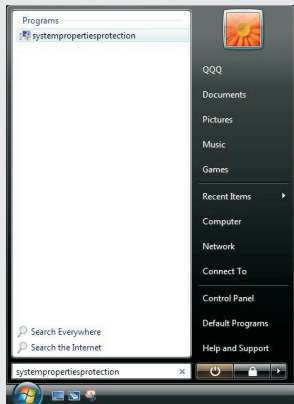 Programs
systempropertiesprotection
Search Everywhere
Search the Internet
systempropertiesprotection
QQQ
Documents
Pictures
Music
Games
Recent Items
Computer
Network
Connect To
Control Panel
Default Programs
Help and Support